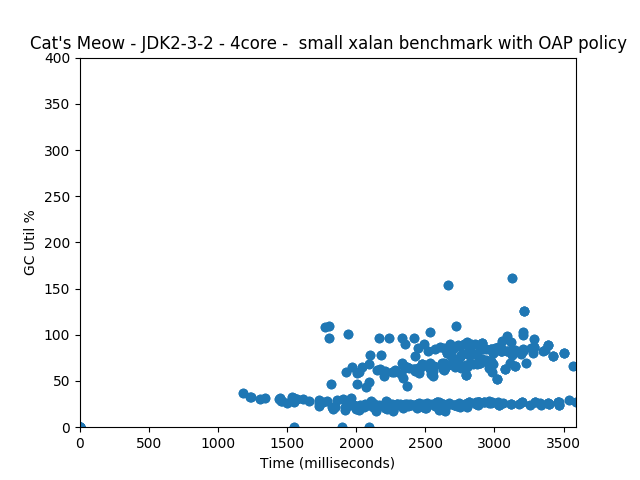 Cat's Meow - JDK2-3-2 - 4core -  small xalan benchmark with OAP policy
400
350
300
250
200
150
100
50
0
GC Util %
0 500 1000 1500 2000 2500 3000 3500
Time (milliseconds)